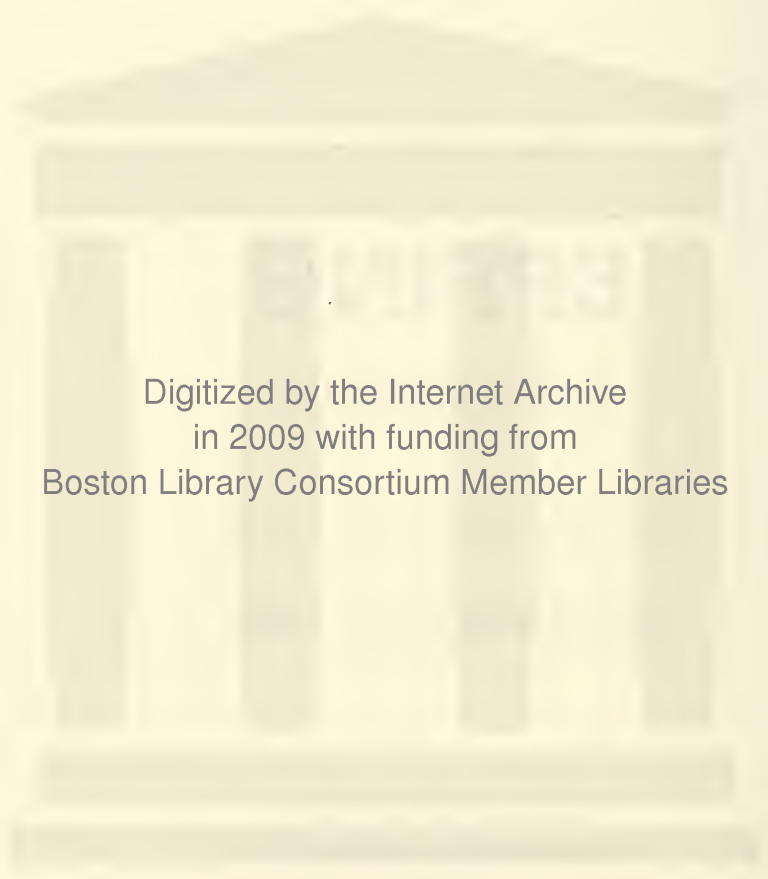 Digitized by the Internet Archive
in 2009 with funding from
Boston Library Consortium Member Libraries